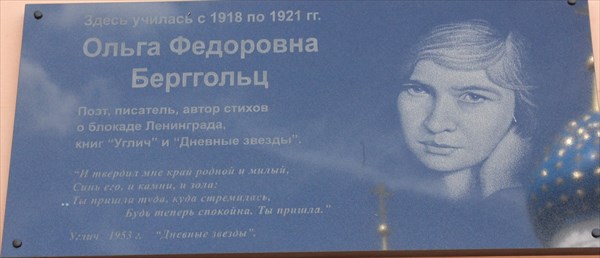 Здесь училась с 1918 по 1921 гг.
Ольга Федоровна
Берггольц
Поэт, писатель, автор стихов
о блокаде Ленинграда,
книг "Углич" и "Дневные звезды".
"И твердил мне край родной и милый,
Синь его, и камни, и зола:
„ Ты пришла туда, куда стремилась,
Будь теперь спокойна. Ты пришла."
Углич. 1953 г. "Дневные звезды".